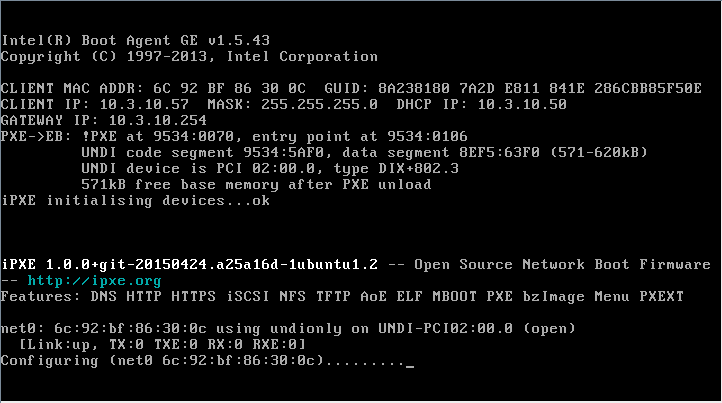 Intel(R) Boot Agent GE v1.5.43
Copyright (C) 1997-2013, Intel Corporation
CLIENT MAC ADDR: 6C 92 BF 86 30 0C  GUID: 8A238180 7A2D E811 841E 286CBB85F50E
CLIENT IP: 10.3.10.57  MASK: 255.255.255.0  DHCP IP: 10.3.10.50
GATEWAY IP: 10.3.10.254
PXE->EB: !PXE at 9534:0070, entry point at 9534:0106
UNDI code segment 9534:5AF0, data segment 8EF5:63F0 (571-620kB)
UNDI device is PCI 02:00.0, type DIX+802.3
571kB free base memory after PXE unload
iPXE initialising devices...ok
iPXE 1.0.0+git-20150424.a25a16d-1ubuntu1.2 -- Open Source Network Boot Firmware
-- http://ipxe.org
Features: DNS HTTP HTTPS iSCSI NFS TFTP AoE ELF MBOOT PXE bzImage Menu PXEXT
net0: 6c:92:bf:86:30:0c using undionly on UNDI-PCI02:00.0 (open)
[Link:up, TX:0 TXE:0 RX:0 RXE:0]
Configuring (net0 6c:92:bf:86:30:0c)........._